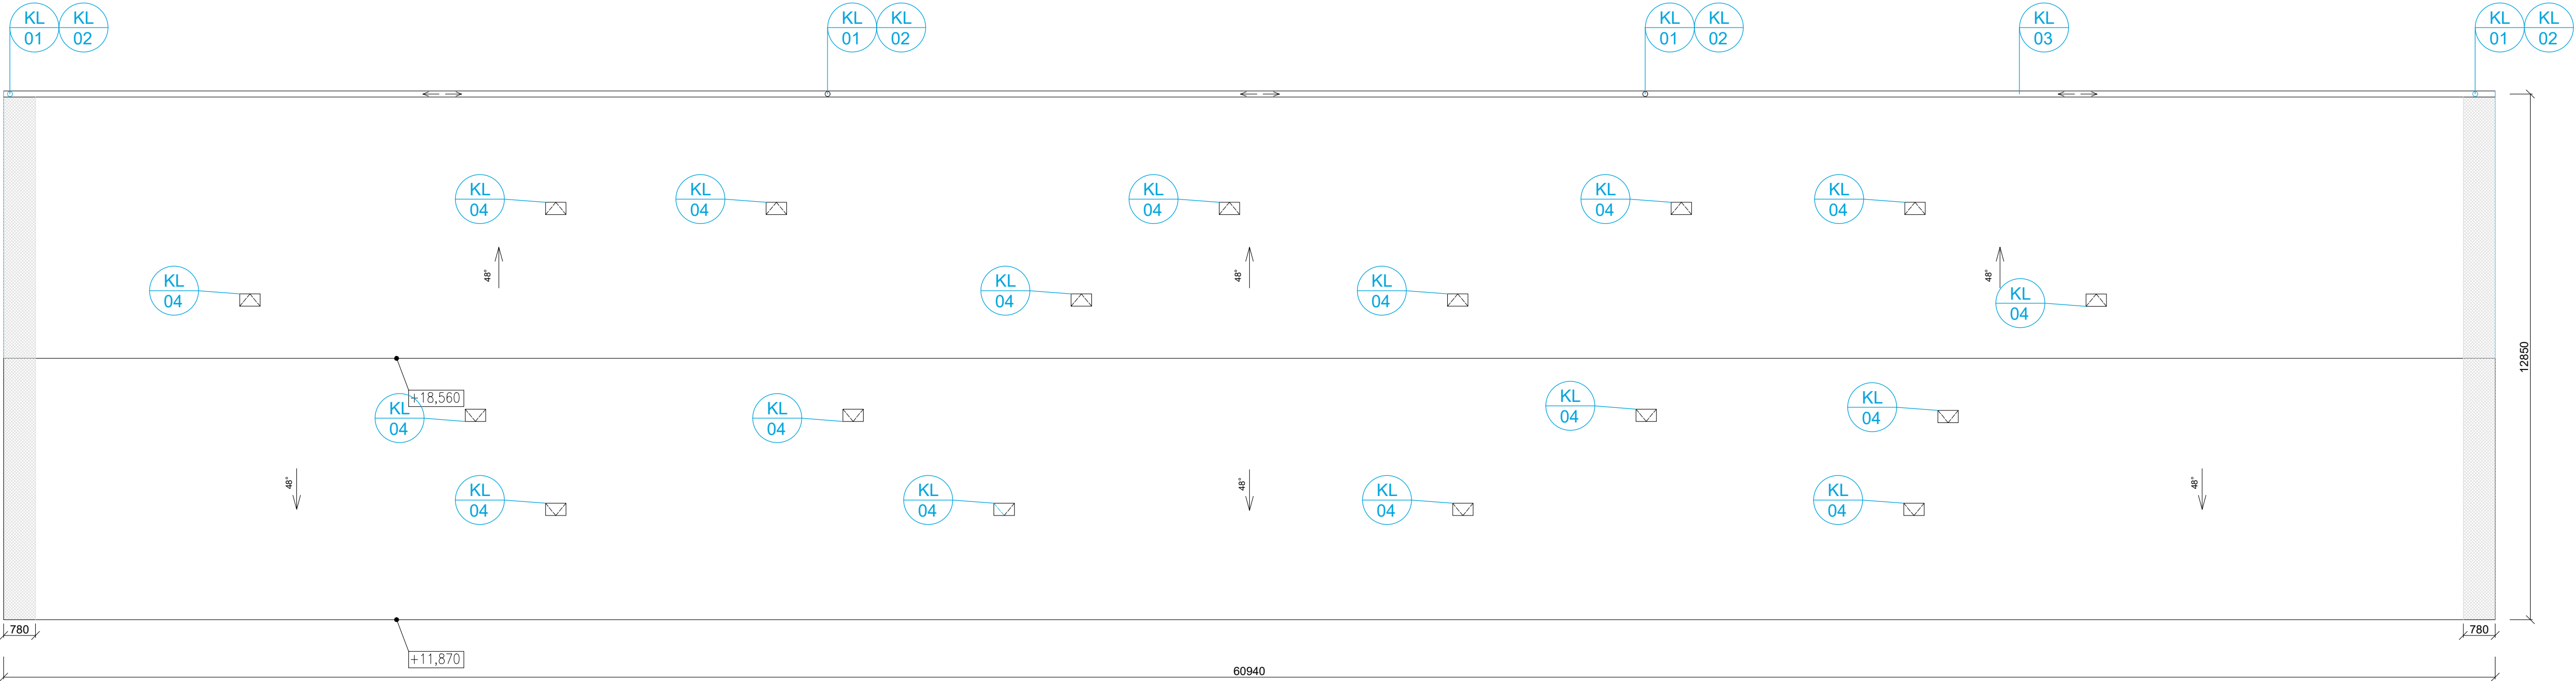 KL KL KL KL KL KL KL KL KL
01 02 01 02 01 02 03 01 02
KL KL KL KL KL
04 04 04 04 04
48° 48° 48°
KL KL KL KL
04 04 04 04
12850
+18,560
KL KL KL KL
04 04 04 04
48° 48° 48°
KL KL KL KL
04 04 04 04
780 780
+11,870
60940